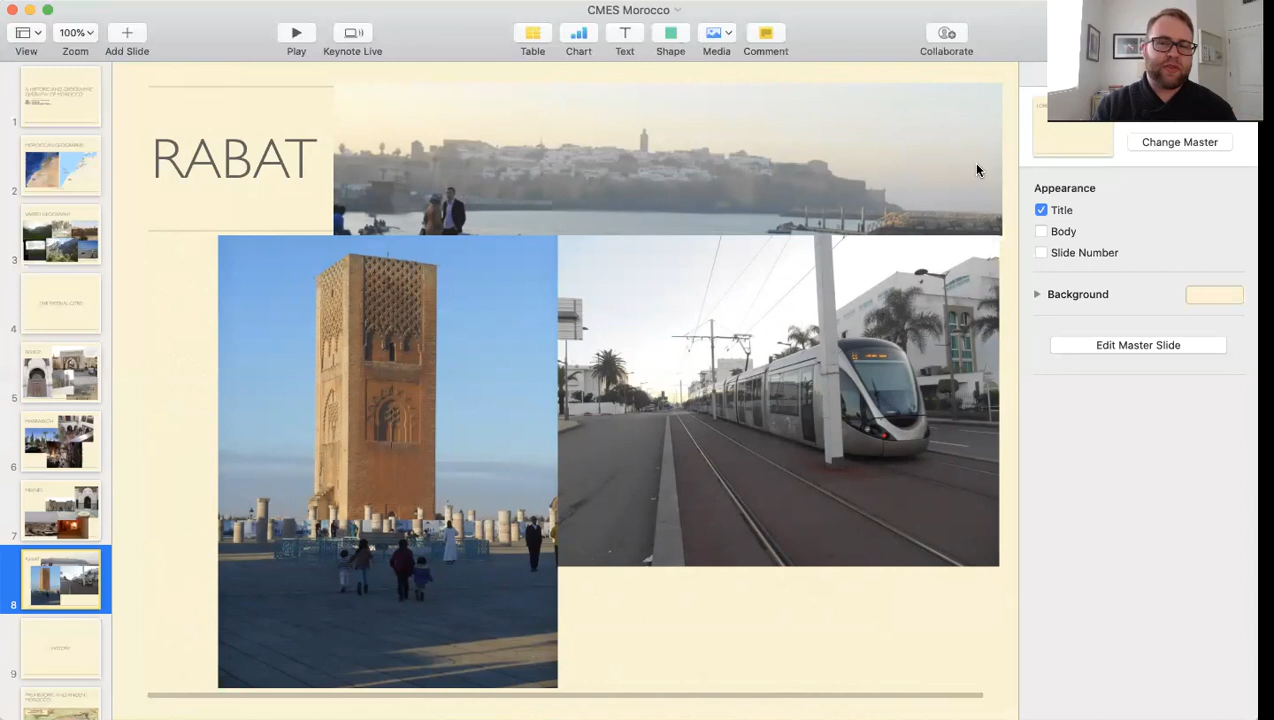 CMES Morocco
100%
View
Zoom
Add Slide
Play
Keynote Live
Table
Chart
Text
Shape
Media
Comment
Collaborate
1
2
3
4
5
6
7
8
9
RABAT
Change Master
Appearance
Title
Body
Slide Number
Background
Edit Master Slide